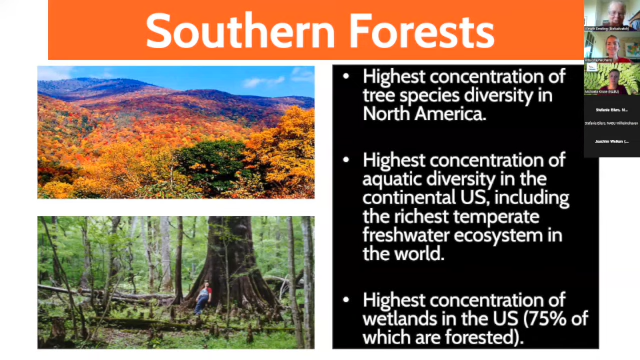 Southern Forests
• Highest concentration of
tree species diversity in
North America.
• Highest concentration of
aquatic diversity in the
continental US, including
the richest temperate
freshwater ecosystem in
the world.
• Highest concentration of
wetlands in the US (75% of
which are forested).